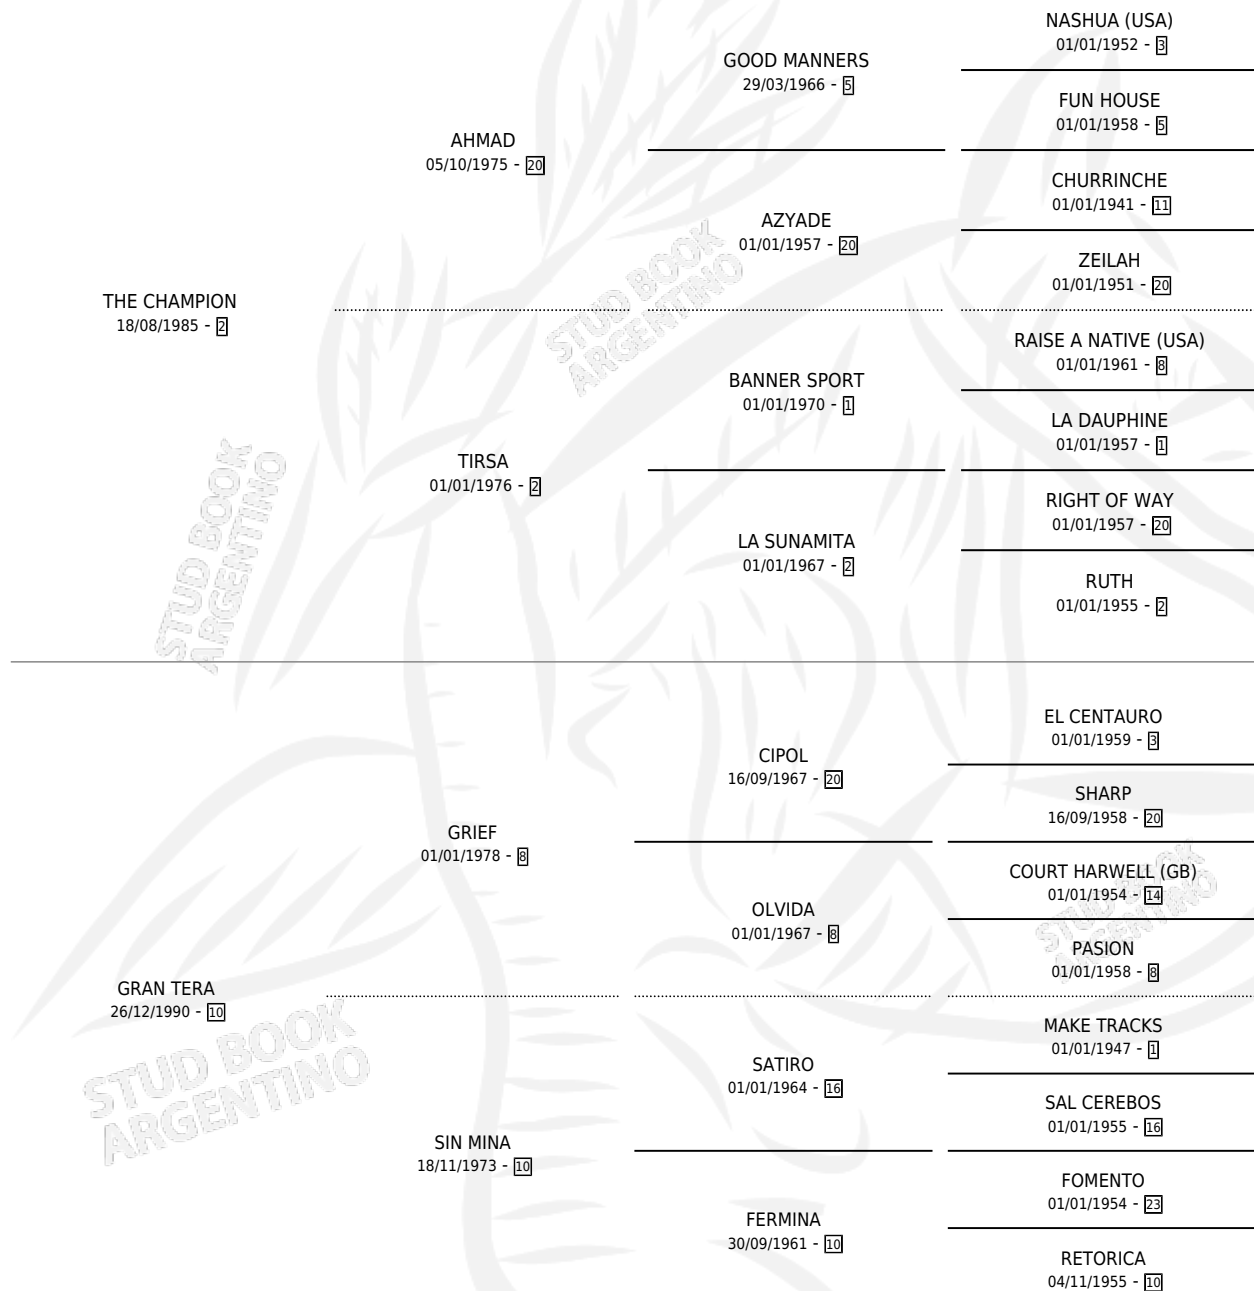 NASHUA (USA)
01/01/1952 - 3
GOOD MANNERS
29/03/1966 - 5
FUN HOUSE
01/01/1958 - 5
AHMAD
05/10/1975 - 20
CHURRINCHE
01/01/1941 - 11
AZYADE
01/01/1957 - 20
ZEILAH
01/01/1951 - 20
THE CHAMPION
18/08/1985 - 2
STUD BOOK
ARGENTINO
RAISE A NATIVE (USA)
01/01/1961 - 8
BANNER SPORT
01/01/1970 - 1
LA DAUPHINE
01/01/1957 - 1
TIRSA
01/01/1976 - 2
RIGHT OF WAY
01/01/1957 - 20
LA SUNAMITA
01/01/1967 - 2
RUTH
01/01/1955 - 2
STUD BOOK
ARGENTINO
EL CENTAURO
01/01/1959 - 3
CIPOL
16/09/1967 - 20
SHARP
16/09/1958 - 20
GRIEF
01/01/1978 - 8
COURT HARWELL (GB)
01/01/1954 - 14
STUD BOOK
ARGENTINO
OLVIDA
01/01/1967 - 8
PASION
01/01/1958 - 8
GRAN TERA
26/12/1990 - 10
STUD BOOK
ARGENTINO
MAKE TRACKS
01/01/1947 - 1
SATIRO
01/01/1964 - 16
SAL CEREBOS
01/01/1955 - 16
SIN MINA
18/11/1973 - 10
FOMENTO
01/01/1954 - 23
FERMINA
30/09/1961 - 10
RETORICA
04/11/1955 - 10